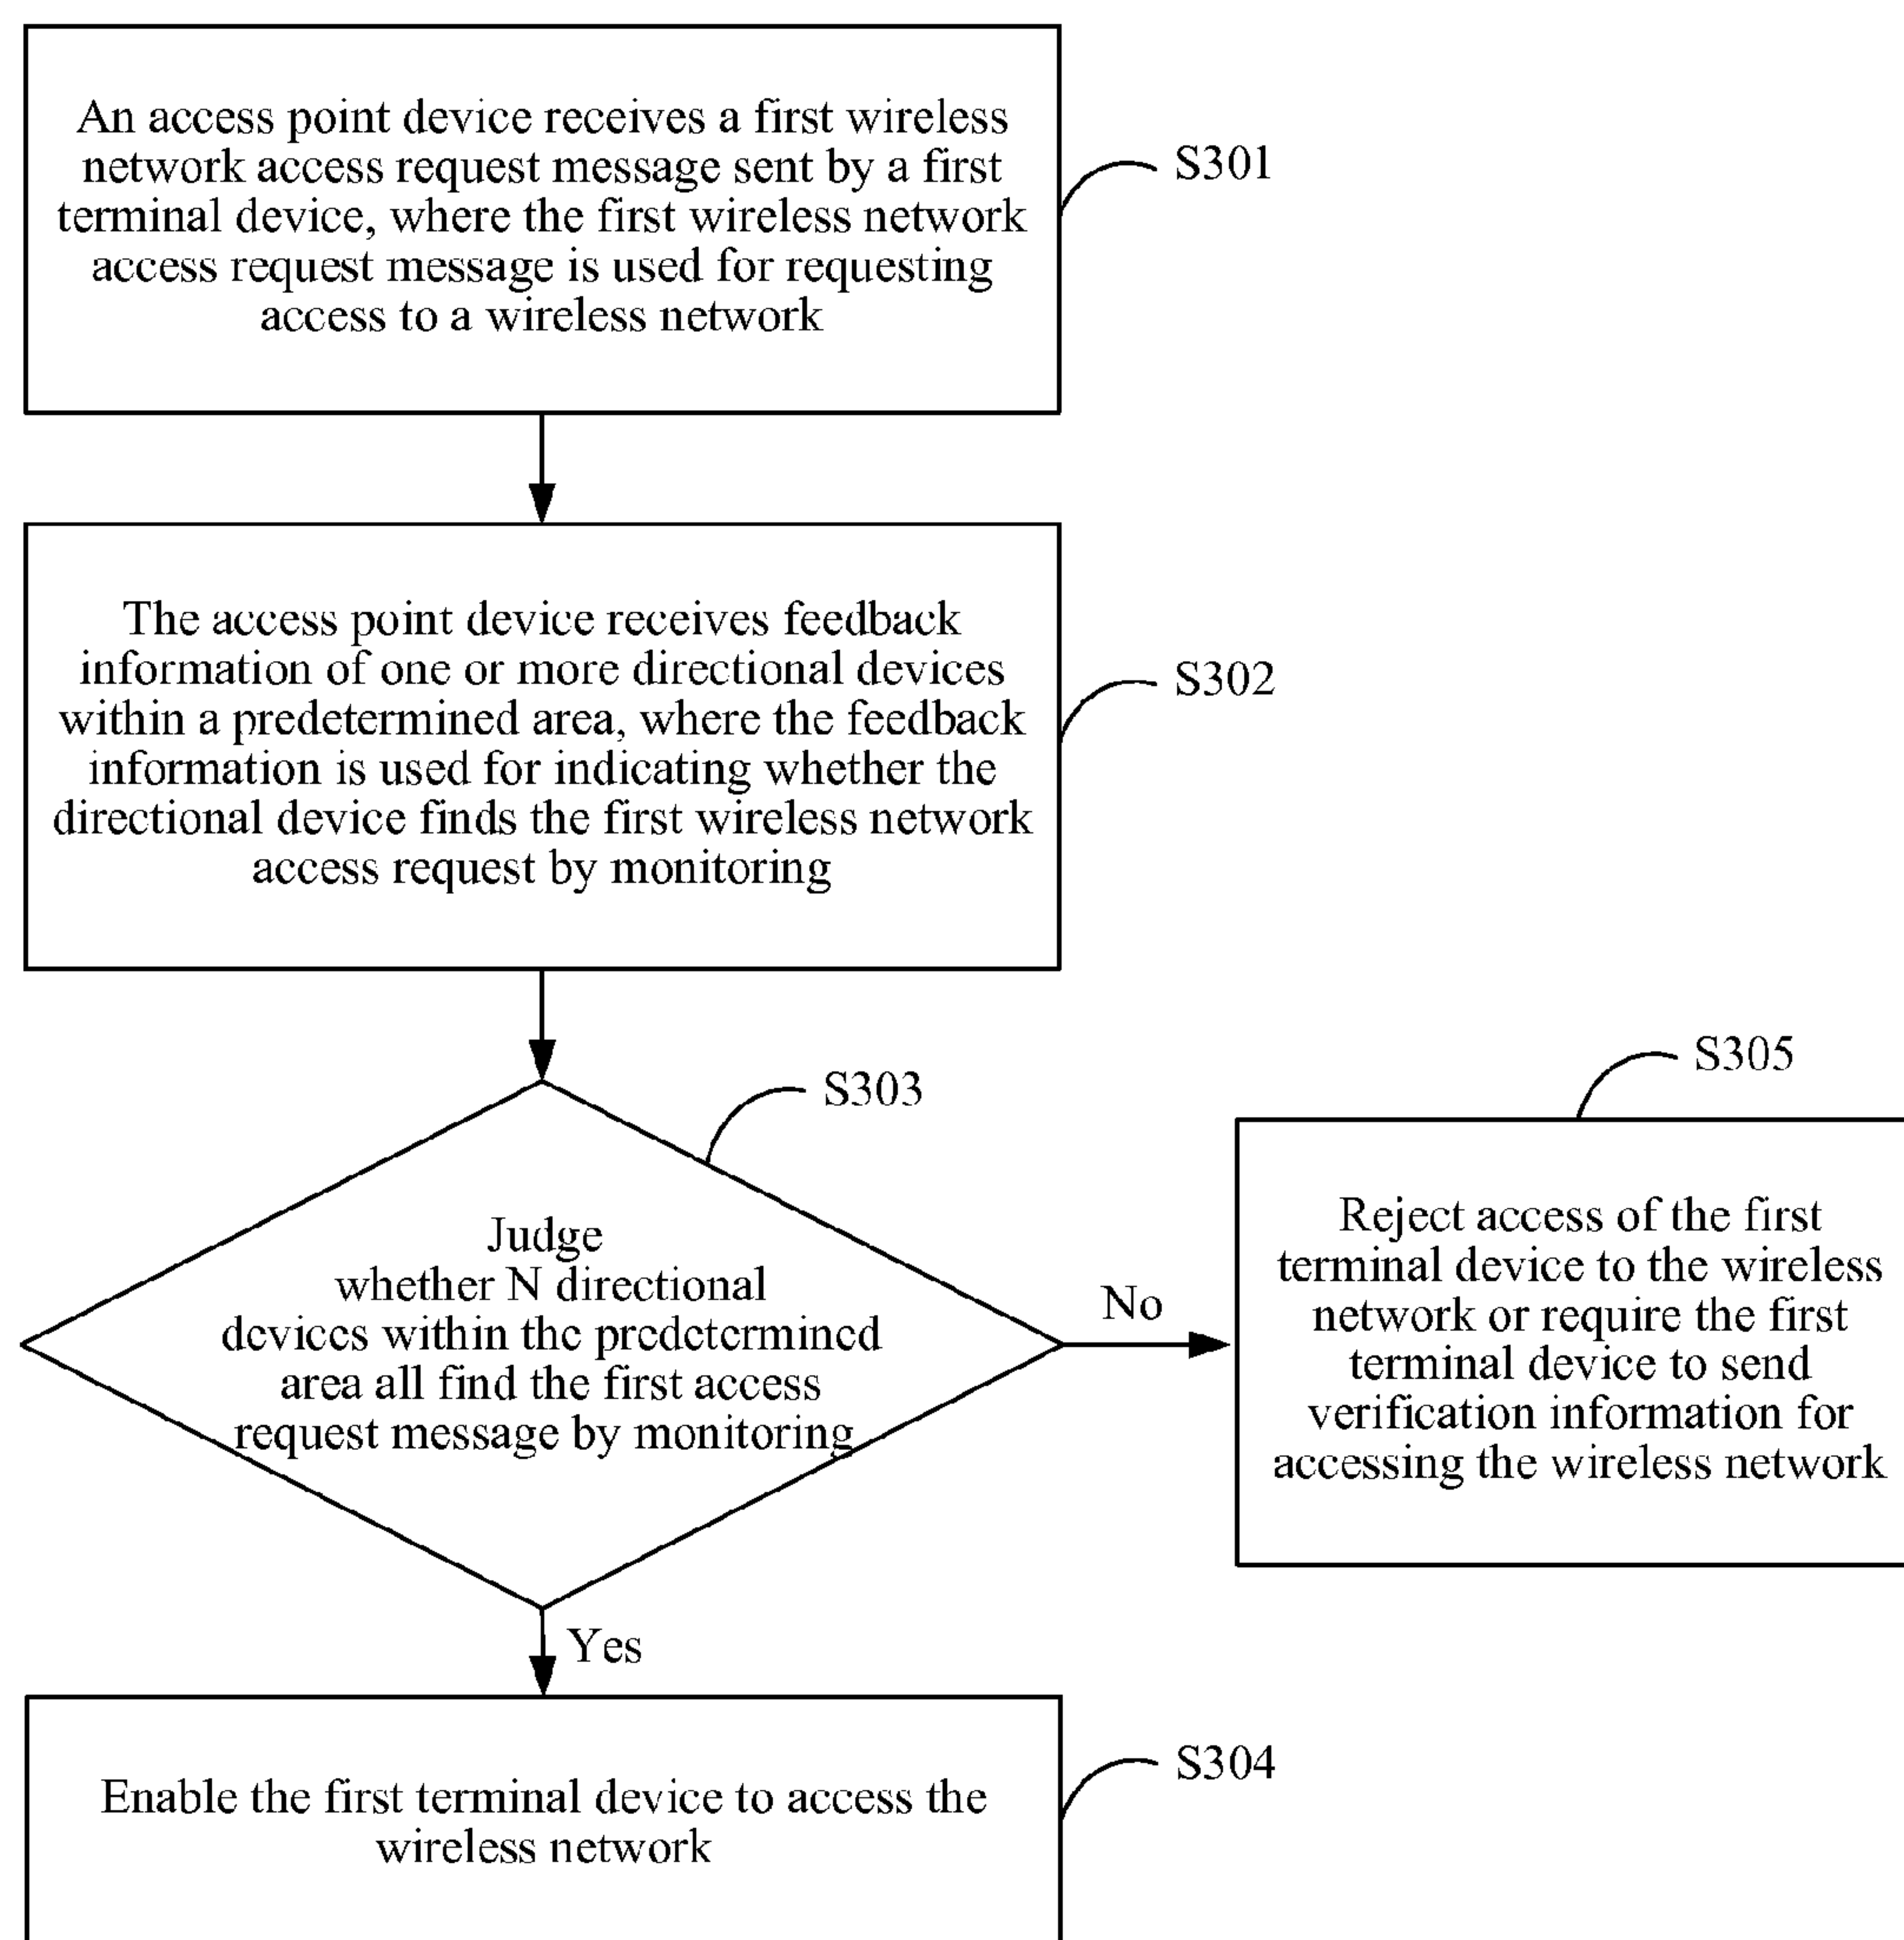 An access point device receives a first wireless
network access request message sent by a first
terminal device, where the first wireless network
access request message is used for requesting
access to a wireless network
S301
The access point device receives feedback
information of one or more directional devices
within a predetermined area, where the feedback
information is used for indicating whether the
directional device finds the first wireless network
access request by monitoring
S302
S303
Judge
whether N directional
devices within the predetermined
area all find the first access
request message by monitoring
No
S305
Reject access of the first
terminal device to the wireless
network or require the first
terminal device to send
verification information for
accessing the wireless network
Yes
Enable the first terminal device to access the
wireless network
S304